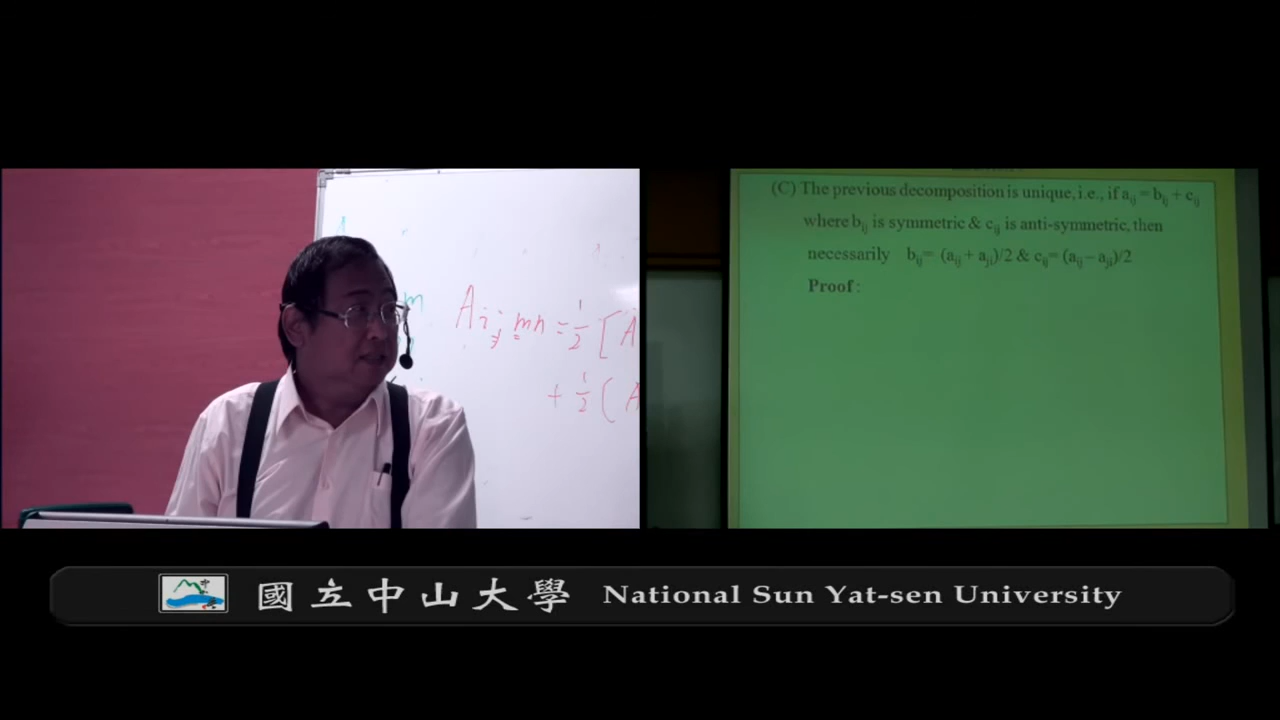 A
m
A i j mn = 1/2 [ A
+ 1/2 ( A
(C) The previous decomposition is unique, i.e., if aij = bij + cij
where bij is symmetric & cij is anti-symmetric, then
necessarily bij= (aij + aji)/2 & cij= (aij – aji)/2
Proof :
國立中山大學 National Sun Yat-sen University